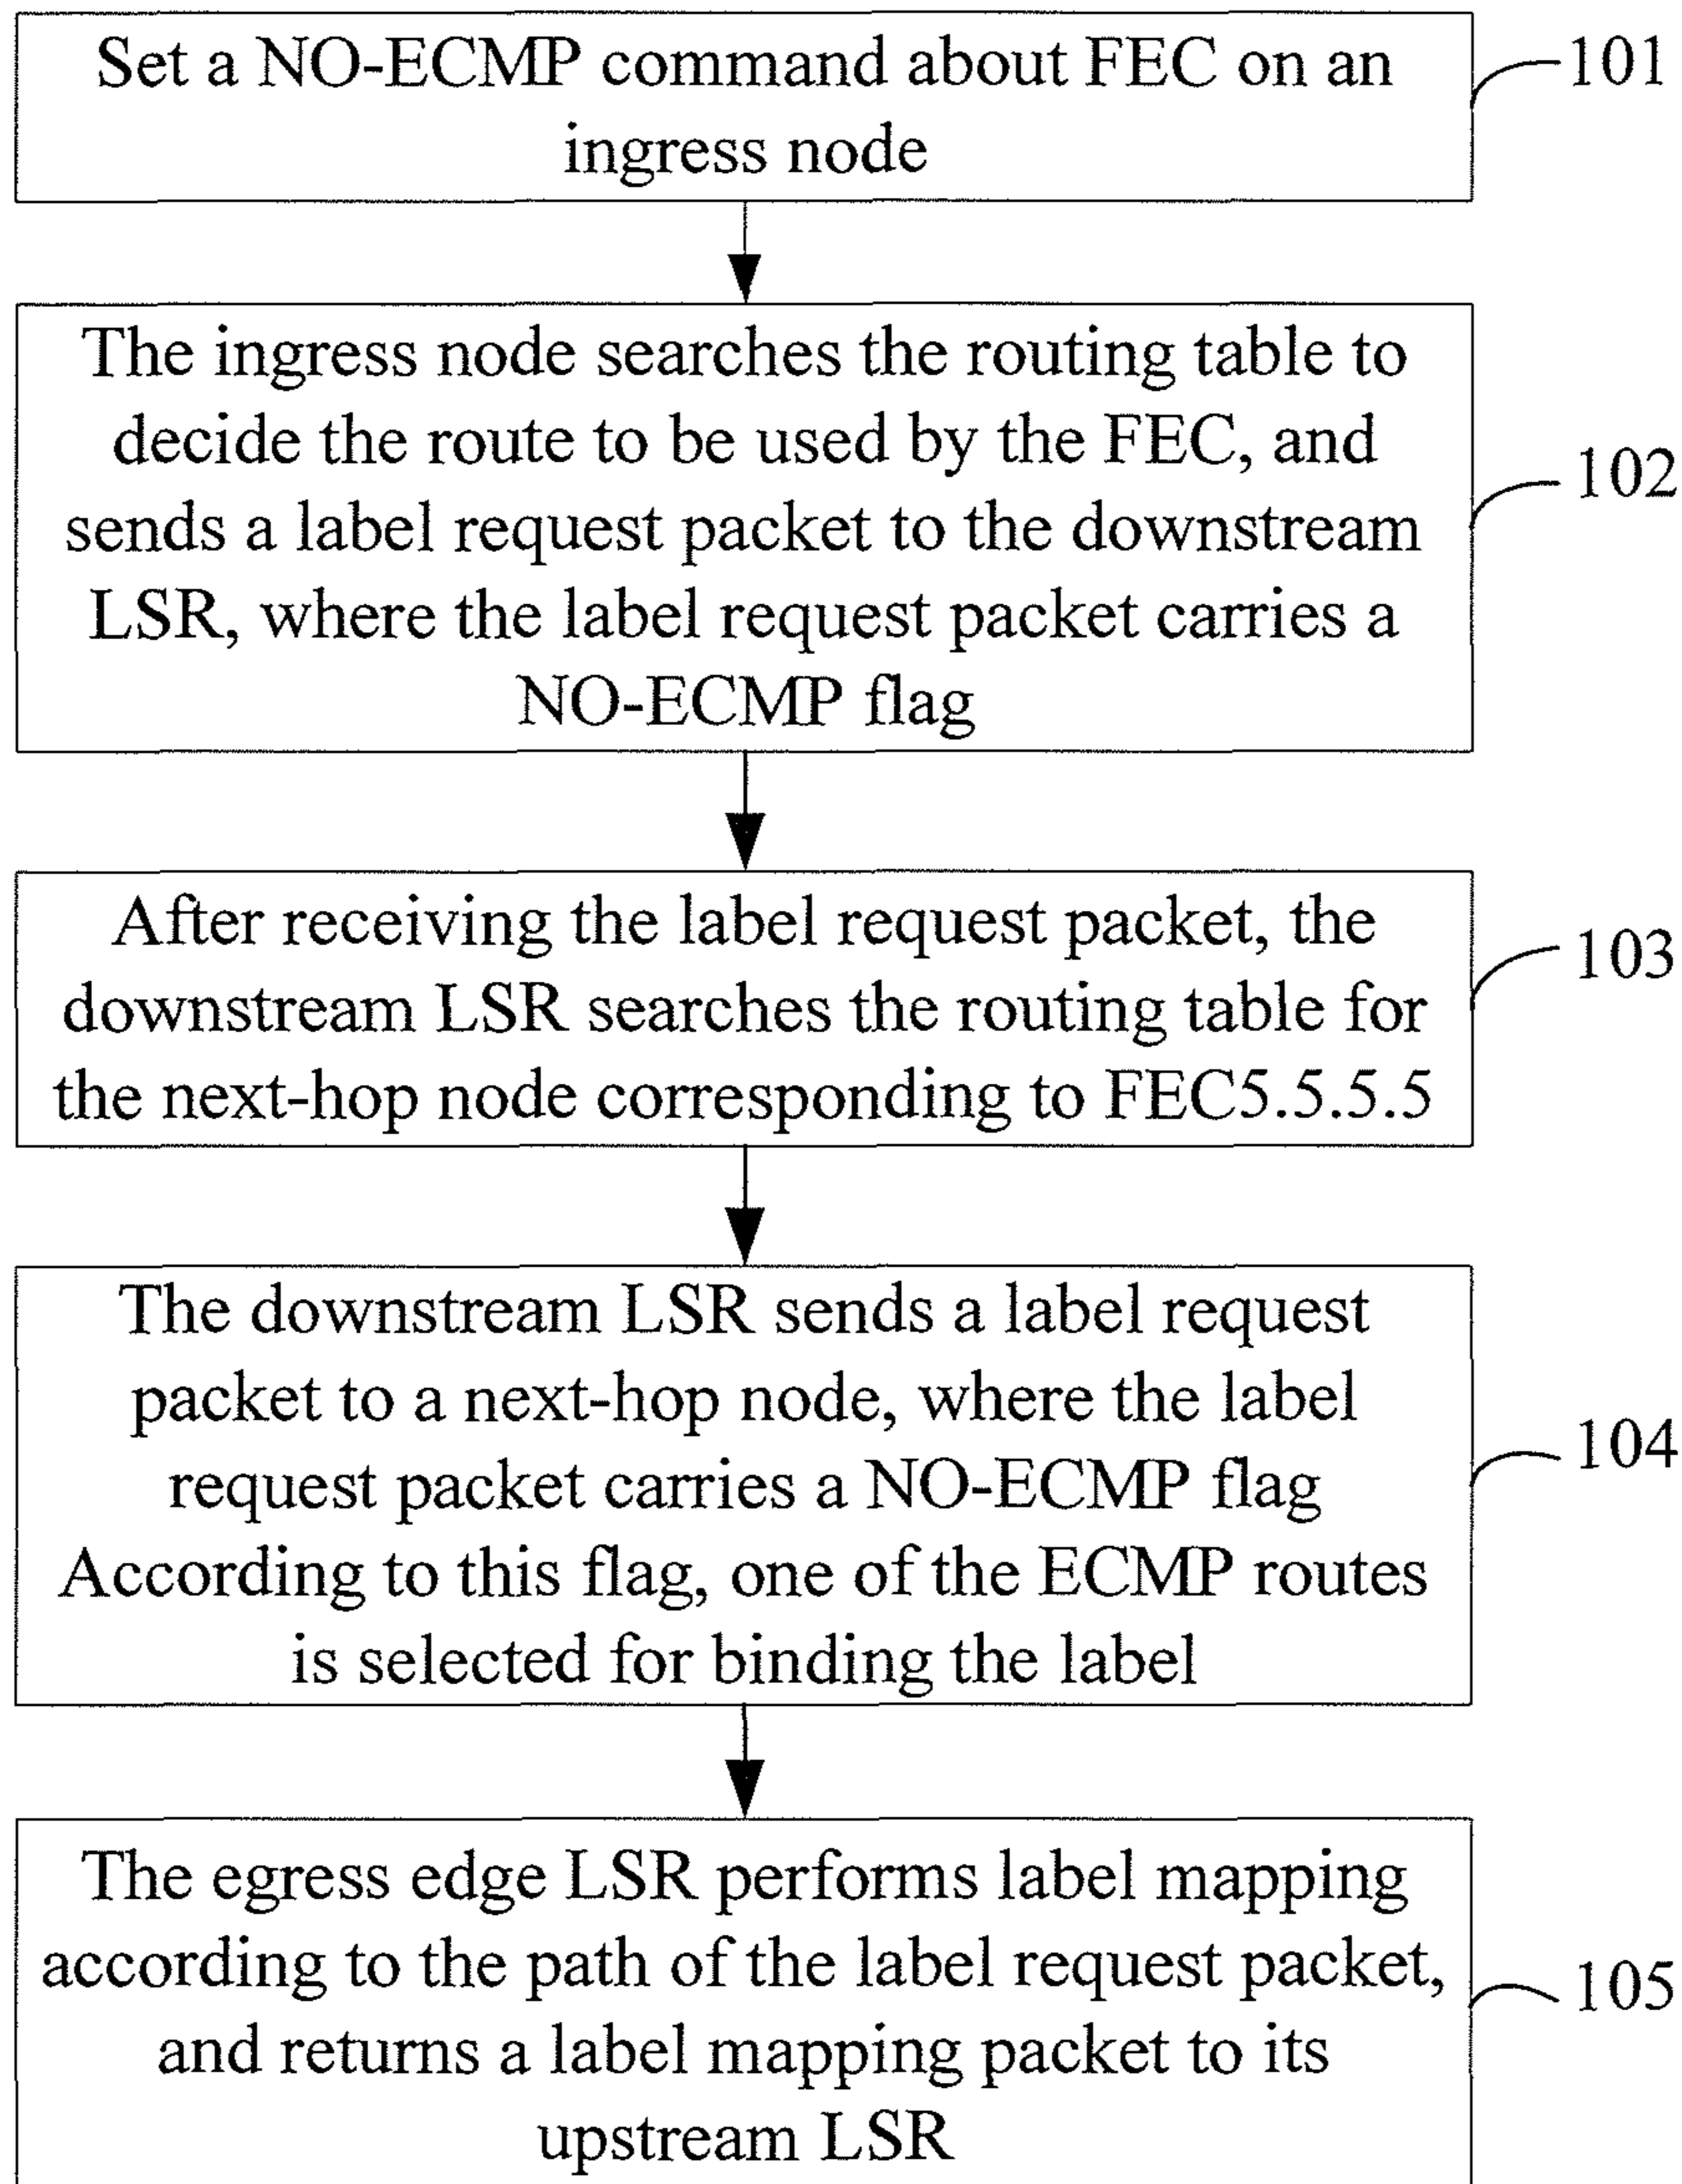 Set a NO-ECMP command about FEC on an
ingress node
101
The ingress node searches the routing table to
decide the route to be used by the FEC, and
sends a label request packet to the downstream
LSR, where the label request packet carries a
NO-ECMP flag
102
After receiving the label request packet, the
downstream LSR searches the routing table for
the next-hop node corresponding to FEC5.5.5.5
103
The downstream LSR sends a label request
packet to a next-hop node, where the label
request packet carries a NO-ECMP flag
According to this flag, one of the ECMP routes
is selected for binding the label
104
The egress edge LSR performs label mapping
according to the path of the label request packet,
and returns a label mapping packet to its
upstream LSR
105